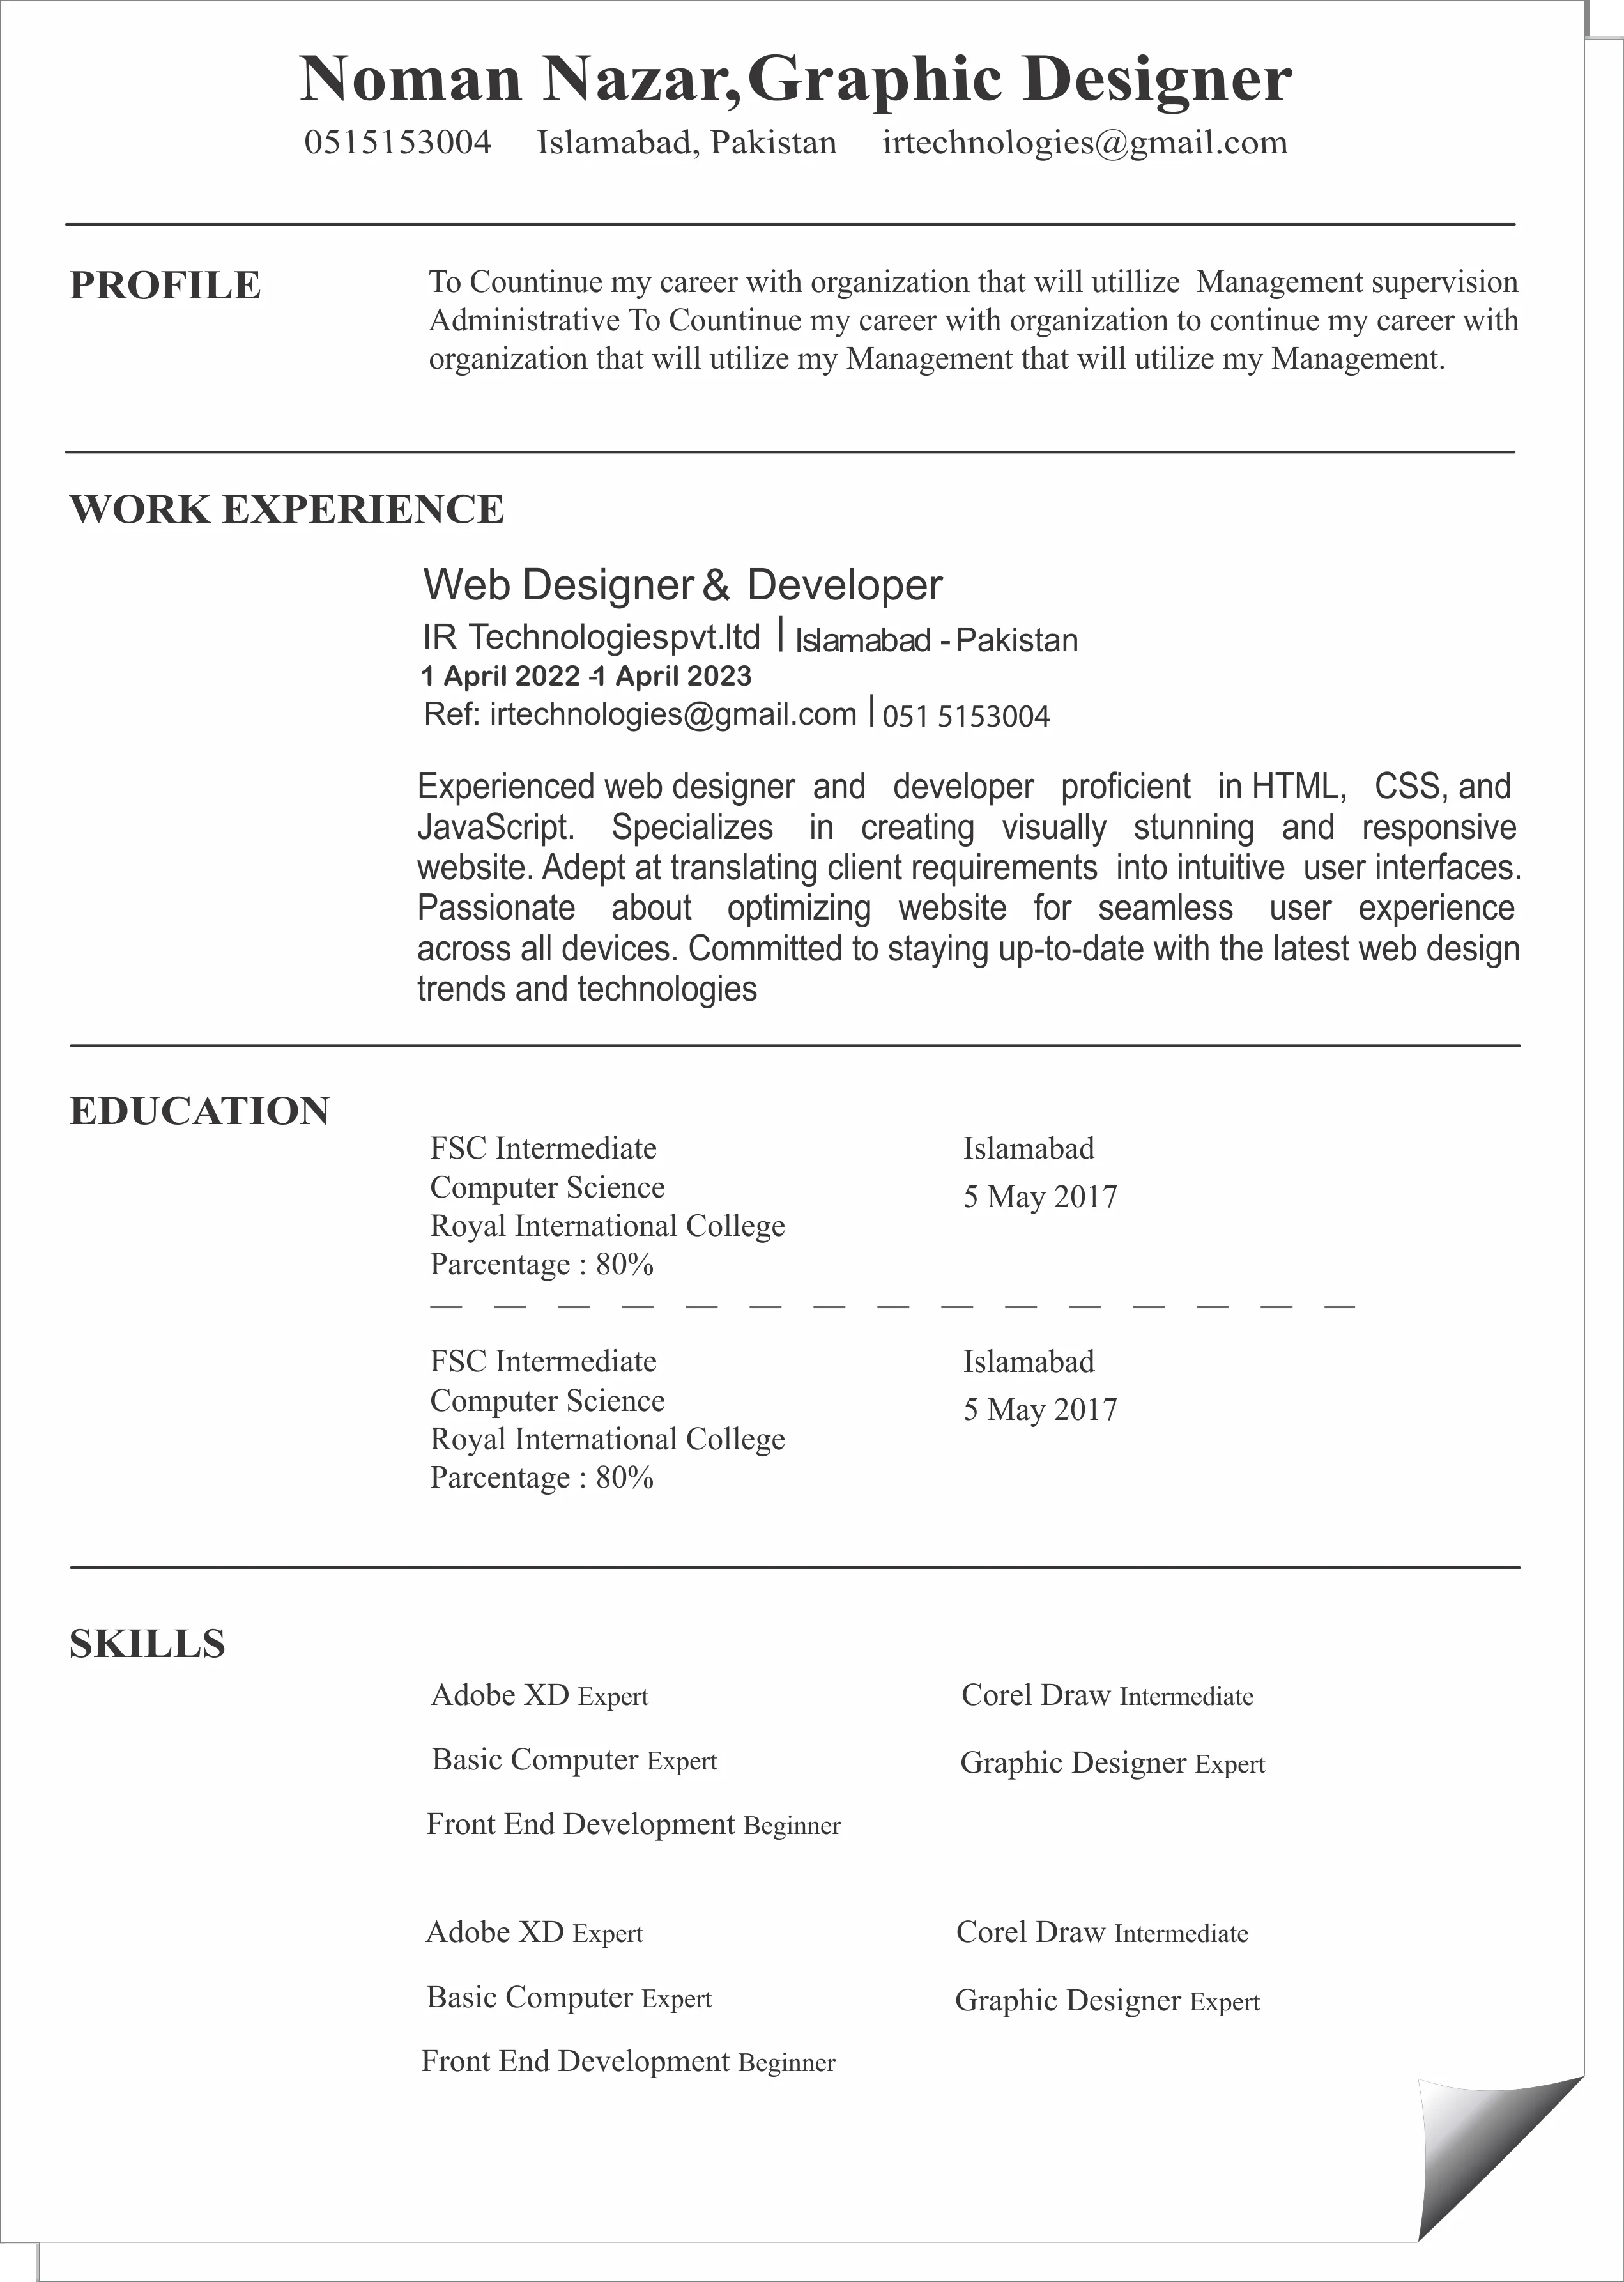 Noman Nazar,Graphic Designer
0515153004 Islamabad, Pakistan irtechnologies@gmail.com
PROFILE
To Countinue my career with organization that will utillize Management supervision
Administrative To Countinue my career with organization to continue my career with
organization that will utilize my Management that will utilize my Management.
WORK EXPERIENCE
Web Designer & Developer
IR Technologiespvt.ltd | Islamabad - Pakistan
1 April 2022 -1 April 2023
Ref: irtechnologies@gmail.com | 051 5153004
Experienced web designer and developer proficient in HTML, CSS, and
JavaScript. Specializes in creating visually stunning and responsive
website. Adept at translating client requirements into intuitive user interfaces.
Passionate about optimizing website for seamless user experience
across all devices. Committed to staying up-to-date with the latest web design
trends and technologies
EDUCATION
FSC Intermediate Islamabad
Computer Science 5 May 2017
Royal International College
Parcentage : 80%
FSC Intermediate Islamabad
Computer Science 5 May 2017
Royal International College
Parcentage : 80%
SKILLS
Adobe XD Expert Corel Draw Intermediate
Basic Computer Expert Graphic Designer Expert
Front End Development Beginner
Adobe XD Expert Corel Draw Intermediate
Basic Computer Expert Graphic Designer Expert
Front End Development Beginner